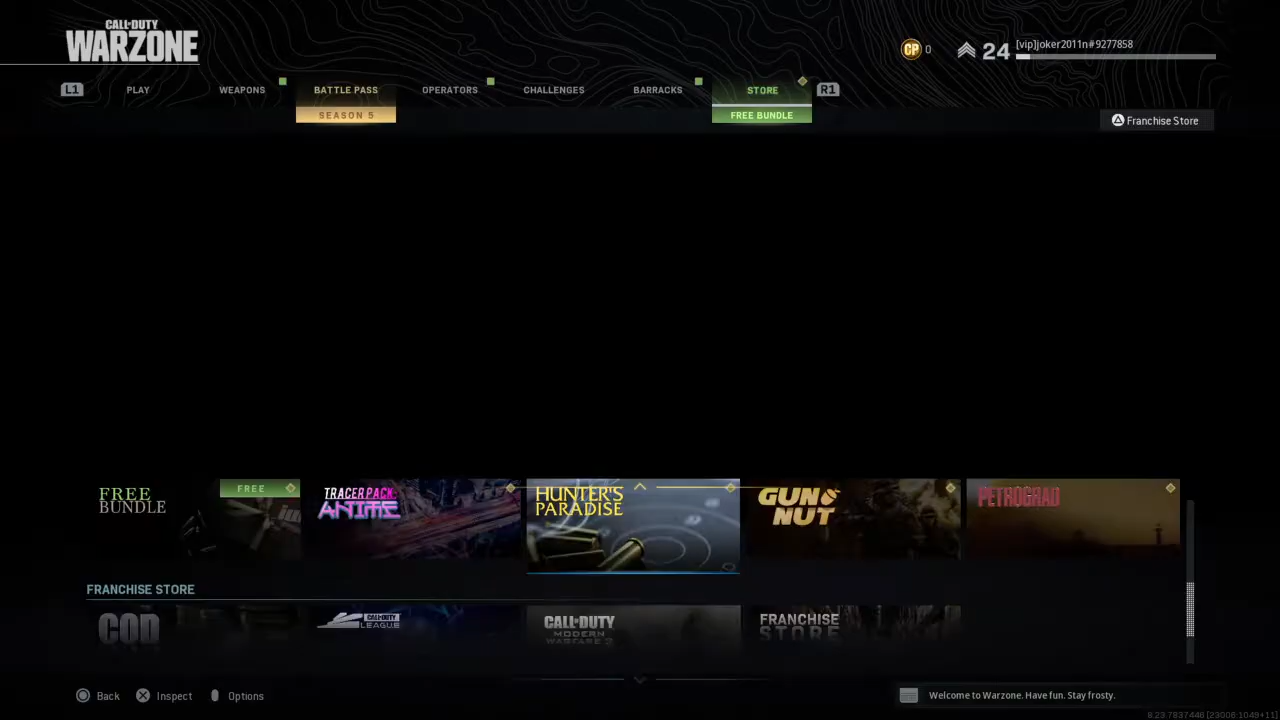 CALL OF DUTY
WARZONE
CP 0
24
[vip]joker2011n#9277858
L1
PLAY
WEAPONS
BATTLE PASS
OPERATORS
CHALLENGES
BARRACKS
STORE
R1
SEASON 5
FREE BUNDLE
Franchise Store
FREE
BUNDLE
FREE
TRACER PACK:
ANIME
HUNTER'S
PARADISE
GUN
NUT
PETROGRAD
FRANCHISE STORE
COD
CALL OF DUTY
LEAGUE
CALL OF DUTY
MODERN
WARFARE 2
FRANCHISE
STORE
Back
Inspect
Options
Welcome to Warzone. Have fun. Stay frosty.